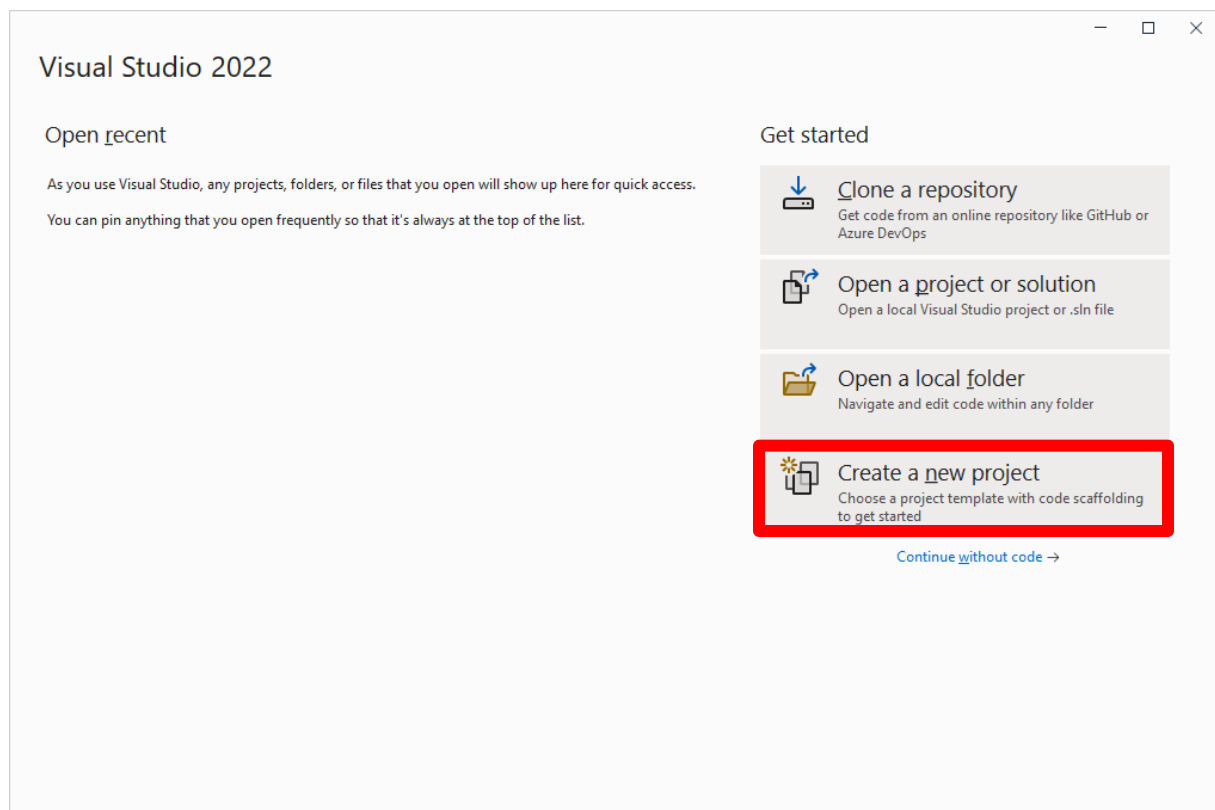 Visual Studio 2022
Open recent
As you use Visual Studio, any projects, folders, or files that you open will show up here for quick access.
You can pin anything that you open frequently so that it's always at the top of the list.
Get started
Clone a repository
Get code from an online repository like GitHub or
Azure DevOps
Open a project or solution
Open a local Visual Studio project or .sln file
Open a local folder
Navigate and edit code within any folder
Create a new project
Choose a project template with code scaffolding
to get started
Continue without code →